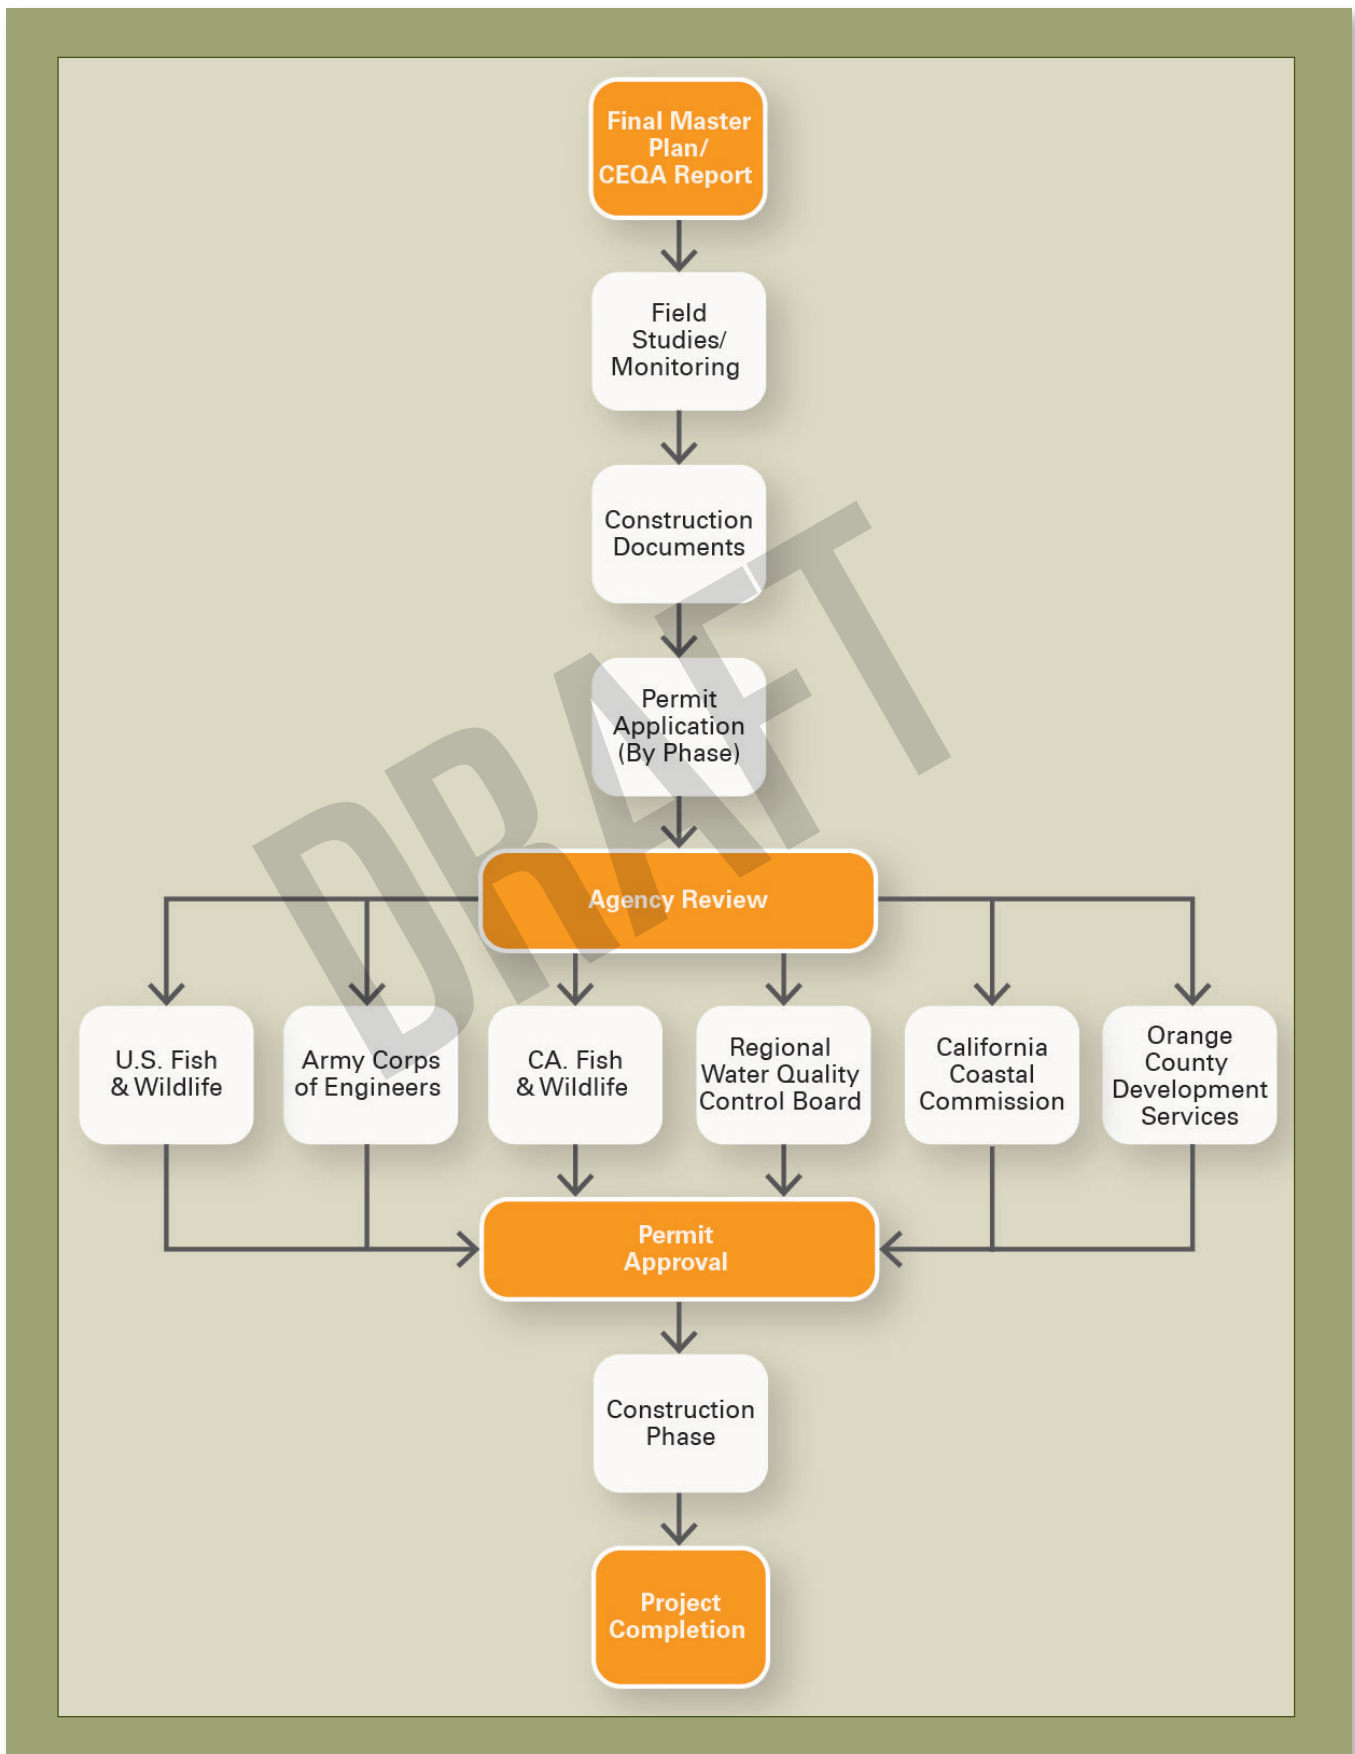 Final Master
Plan/
CEQA Report
Field
Studies/
Monitoring
Construction
Documents
Permit
Application
(By Phase)
Agency Review
U.S. Fish
& Wildlife
Army Corps
of Engineers
CA. Fish
& Wildlife
Regional
Water Quality
Control Board
California
Coastal
Commission
Orange
County
Development
Services
Permit
Approval
Construction
Phase
Project
Completion
DRAFT